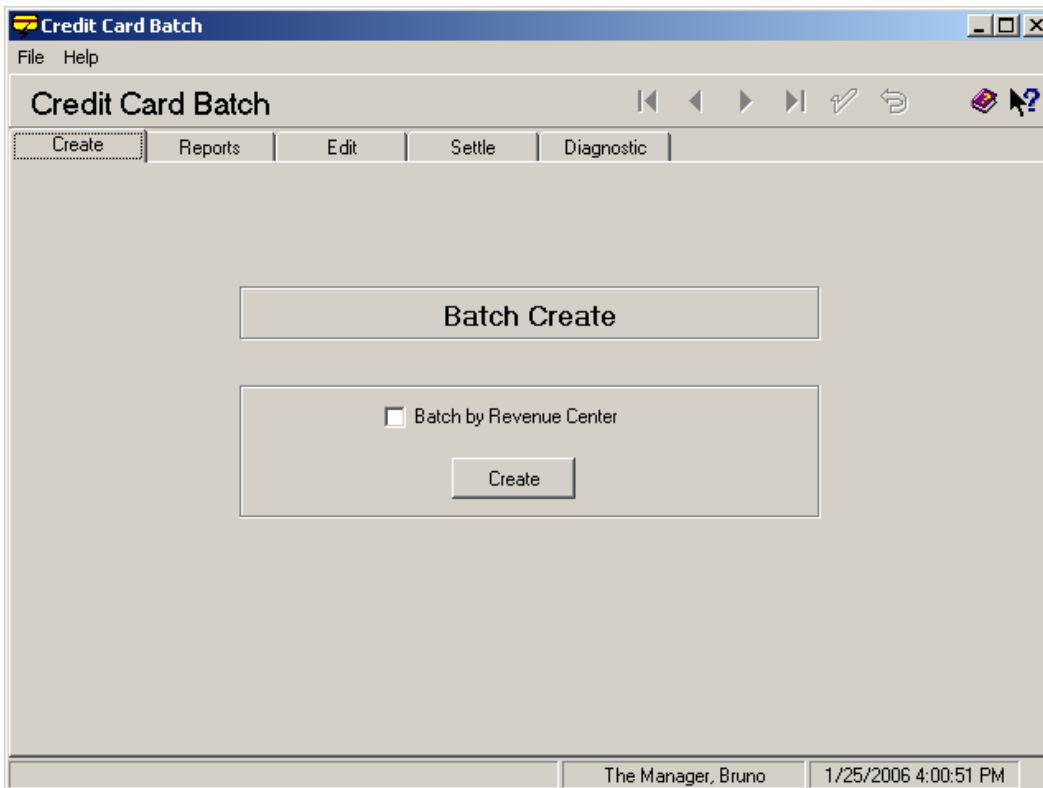 Credit Card Batch
File Help
Credit Card Batch
Create Reports Edit Settle Diagnostic
Batch Create
Batch by Revenue Center
Create
The Manager, Bruno 1/25/2006 4:00:51 PM